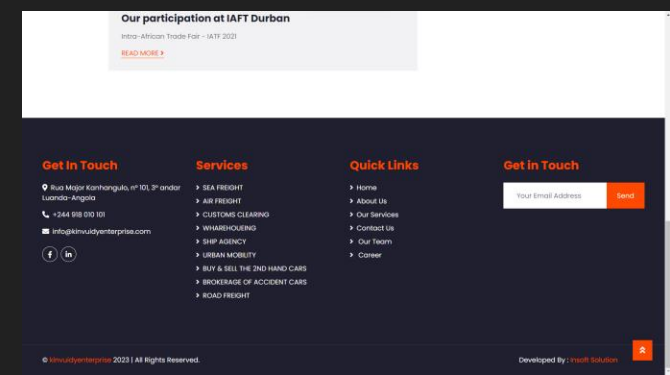 Our participation at IAFT Durban
Intra-African Trade Fair - IATF 2021
READ MORE
Get In Touch
Rua Major Kanhangulo, nº 101, 3º andar
Luanda-Angola
+244 918 010 101
info@kinvuidyenterprise.com
Services
SEA FREIGHT
AIR FREIGHT
CUSTOMS CLEARING
WHAREHOUEING
SHIP AGENCY
URBAN MOBILITY
BUY & SELL THE 2ND HAND CARS
BROKERAGE OF ACCIDENT CARS
ROAD FREIGHT
Quick Links
Home
About Us
Our Services
Contact Us
Our Team
Career
Get in Touch
Your Email Address
Send
© kinvuidyenterprise 2023 | All Rights Reserved.
Developed By : Insoft Solution